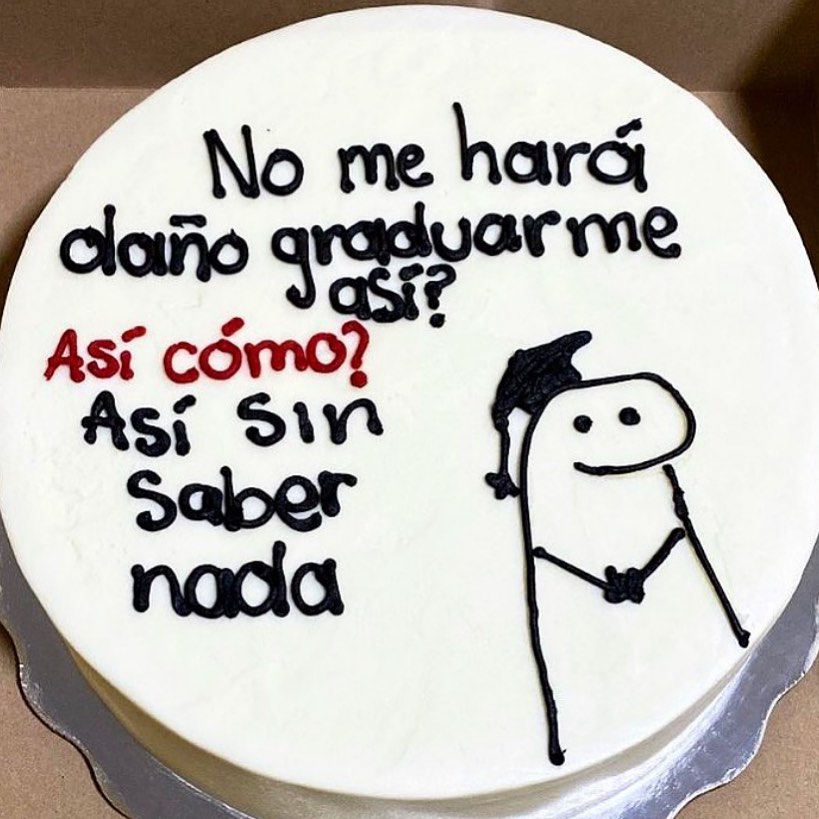 No me hará
daño graduarme
así?
Así cómo?
Así sin
saber
nada